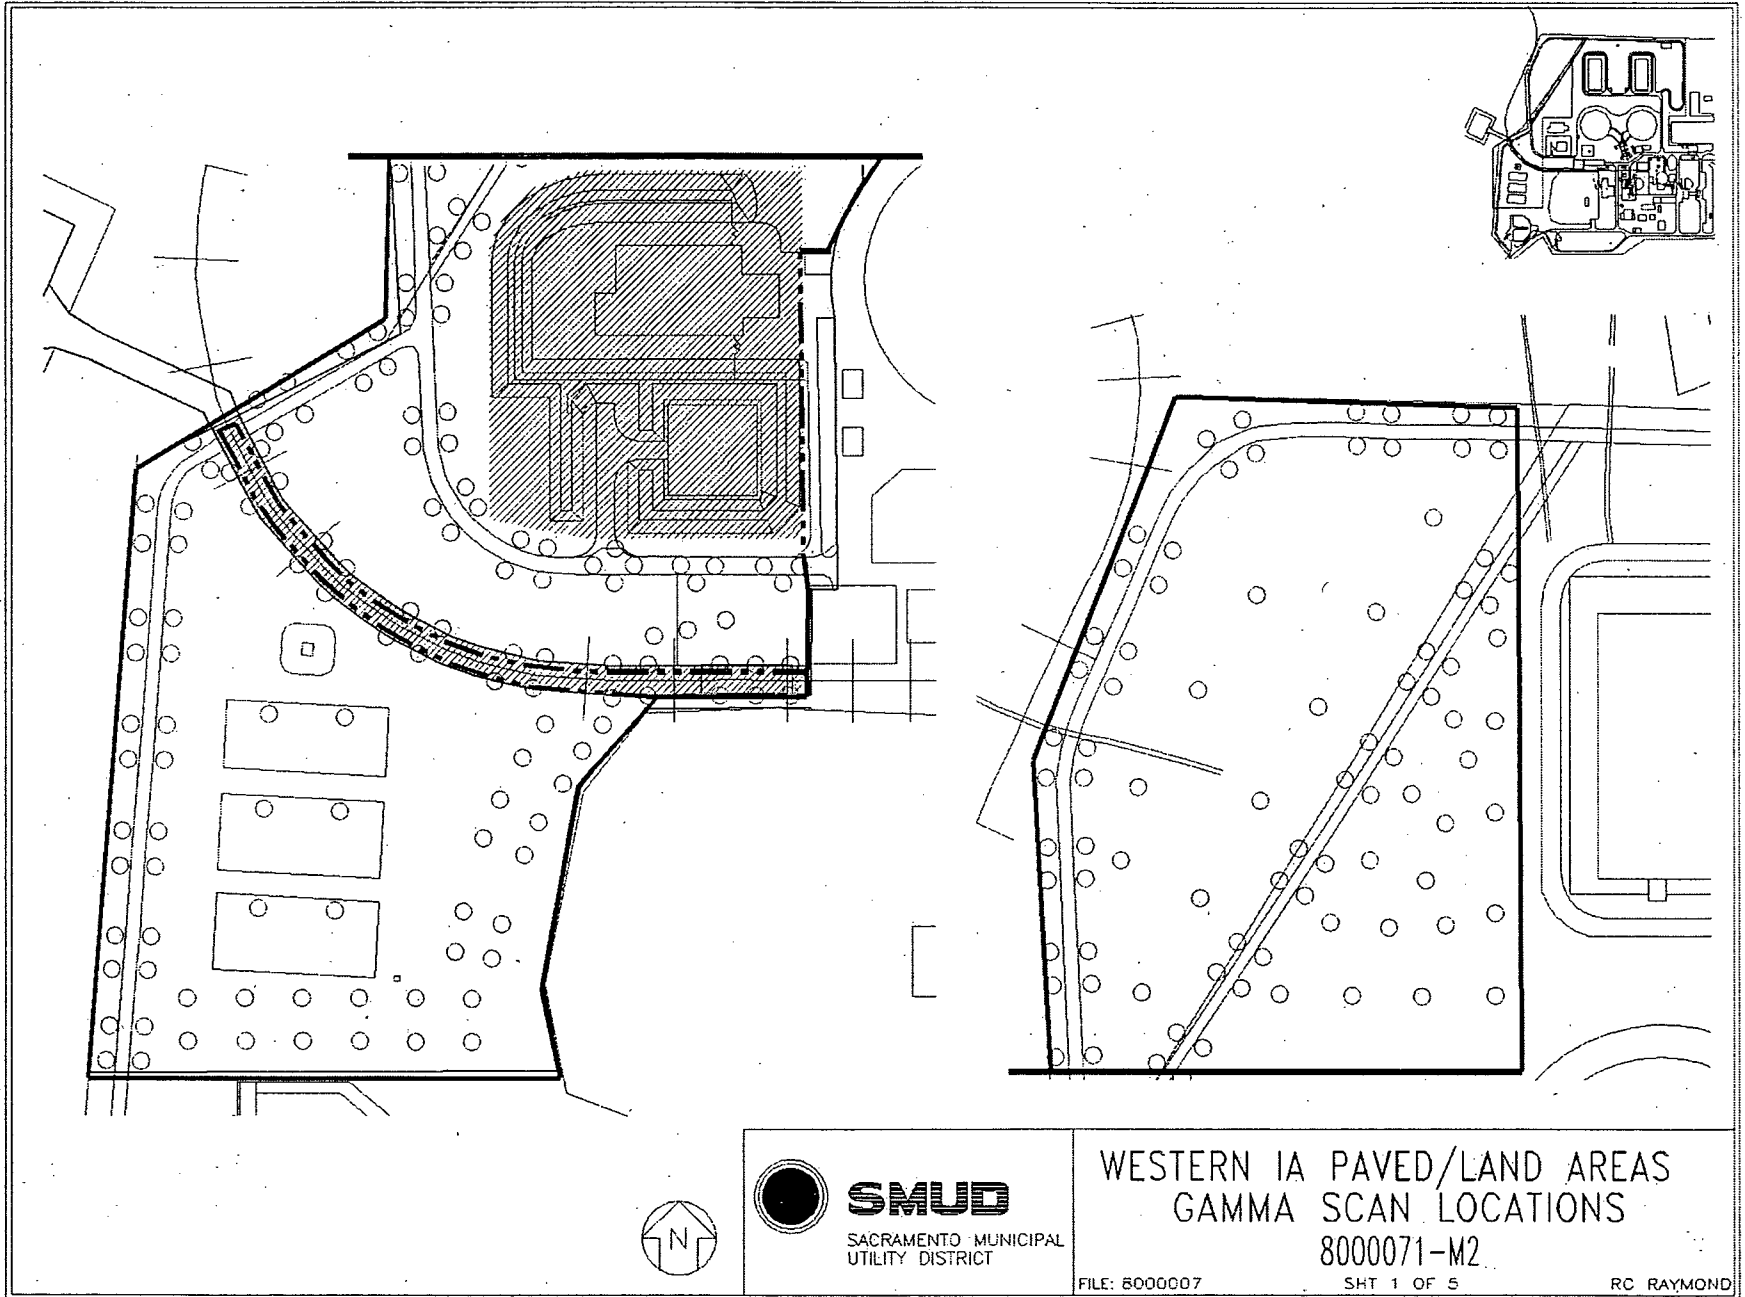 N
SMUD
SACRAMENTO MUNICIPAL
UTILITY DISTRICT
WESTERN IA PAVED/LAND AREAS
GAMMA SCAN LOCATIONS
8000071-M2
FILE: 8000007
SHT 1 OF 5
RC RAYMOND